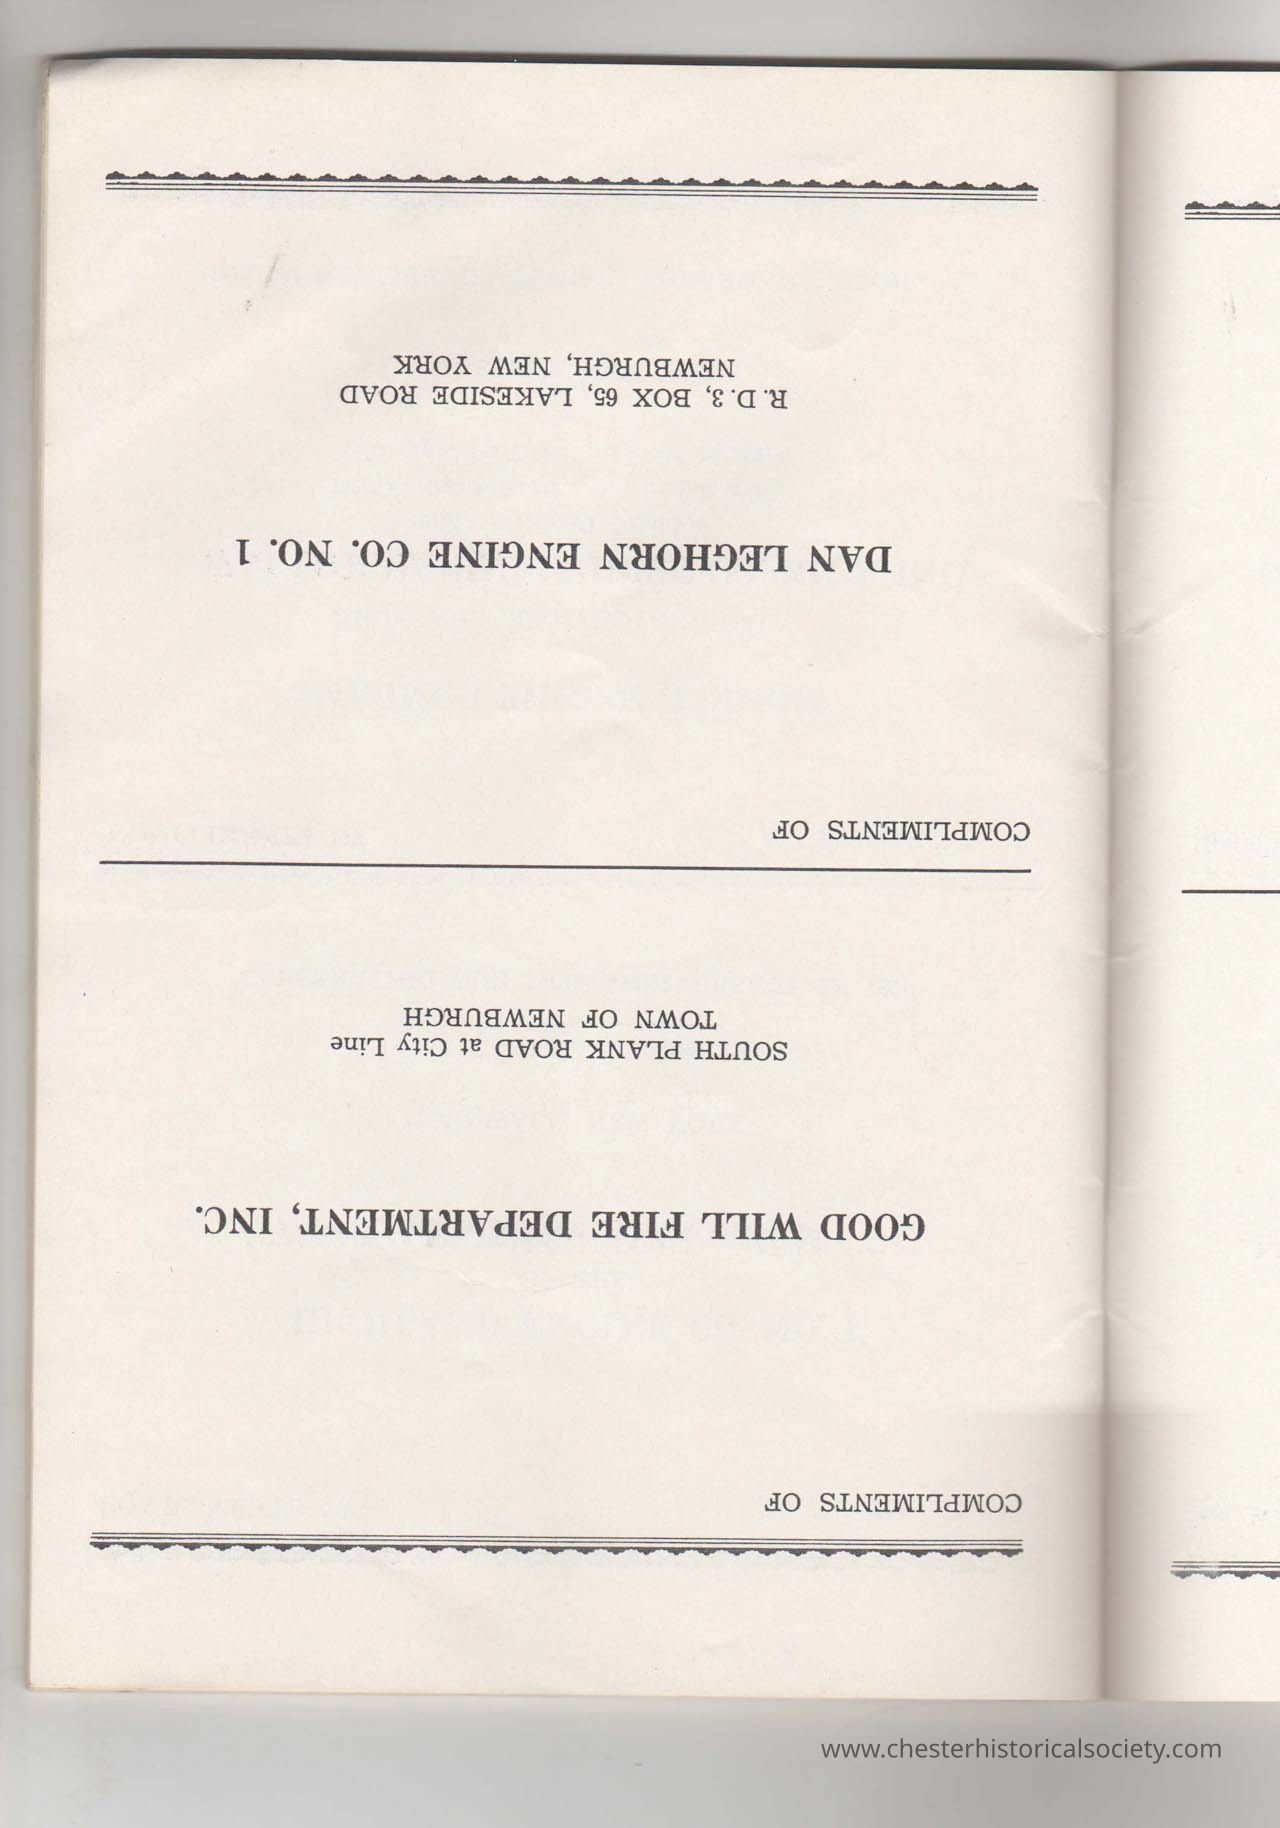 COMPLIMENTS OF
GOOD WILL FIRE DEPARTMENT, INC.
SOUTH PLANK ROAD at City Line
TOWN OF NEWBURGH
COMPLIMENTS OF
DAN LEGHORN ENGINE CO. NO. 1
R. D. 3, BOX 65, LAKESIDE ROAD
NEWBURGH, NEW YORK
www.chesterhistoricalsociety.com